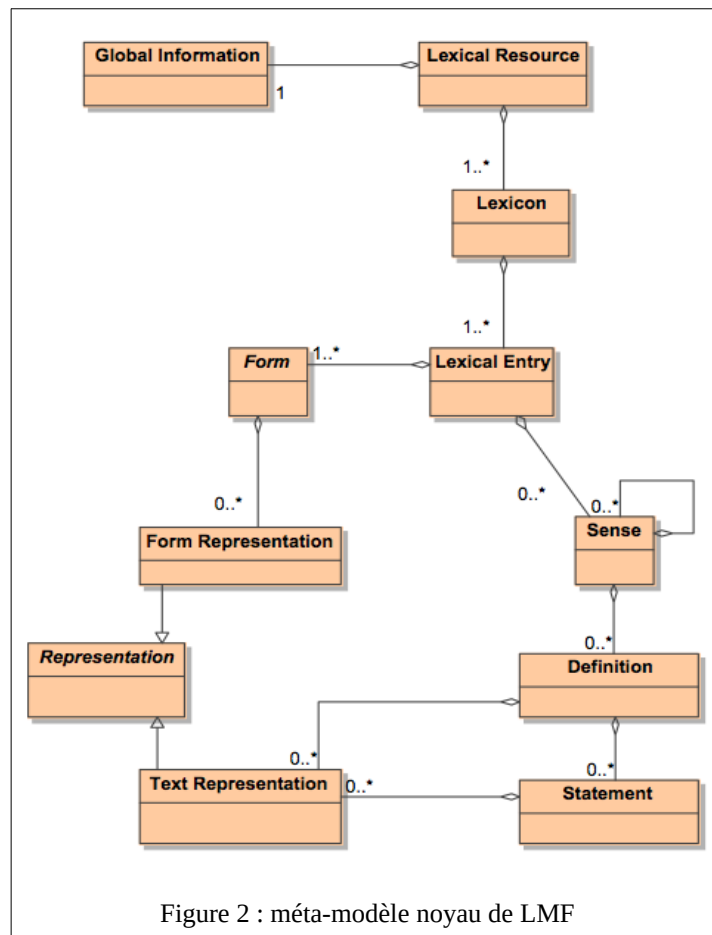 Global Information
Lexical Resource
1
1..*
Lexicon
1..*
Form
1..*
Lexical Entry
0..*
0..*
0..*
Form Representation
Sense
Representation
0..*
Definition
0..*
0..*
0..*
Text Representation
Statement
Figure 2 : méta-modèle noyau de LMF